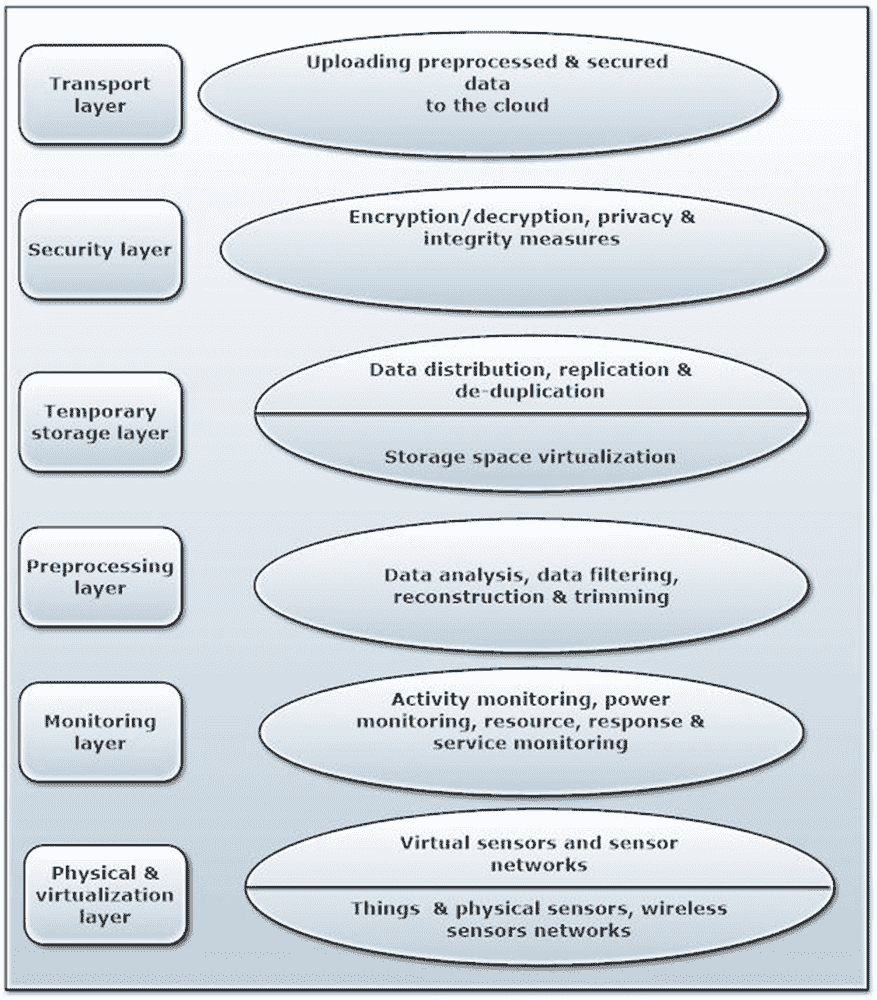 Transport
layer
Uploading preprocessed & secured
data
to the cloud
Security layer
Encryption/decryption, privacy &
integrity measures
Temporary
storage layer
Data distribution, replication &
de-duplication
Storage space virtualization
Preprocessing
layer
Data analysis, data filtering,
reconstruction & trimming
Monitoring
layer
Activity monitoring, power
monitoring, resource, response &
service monitoring
Physical &
virtualization
layer
Virtual sensors and sensor
networks
Things & physical sensors, wireless
sensors networks